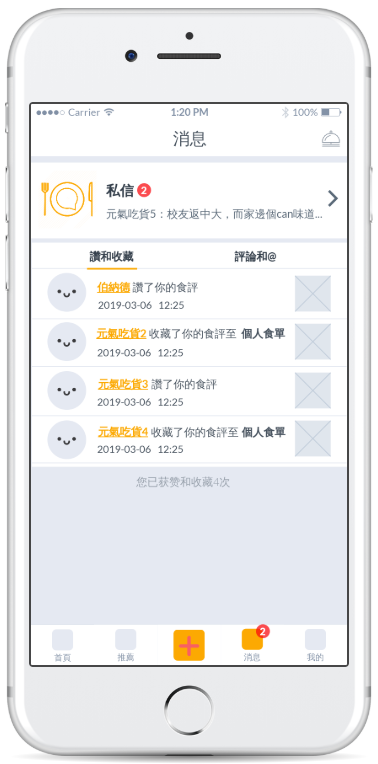 Carrier 1:20 PM 100%
消息
私信 2
元氣吃貨5：校友返中大，而家邊個can味道...
讚和收藏 評論和@
伯納德 讚了你的食評
2019-03-06 12:25
元氣吃貨2 收藏了你的食評至 個人食單
2019-03-06 12:25
元氣吃貨3 讚了你的食評
2019-03-06 12:25
元氣吃貨4 收藏了你的食評至 個人食單
2019-03-06 12:25
您已获赞和收藏4次
2
首頁 推薦 消息 我的